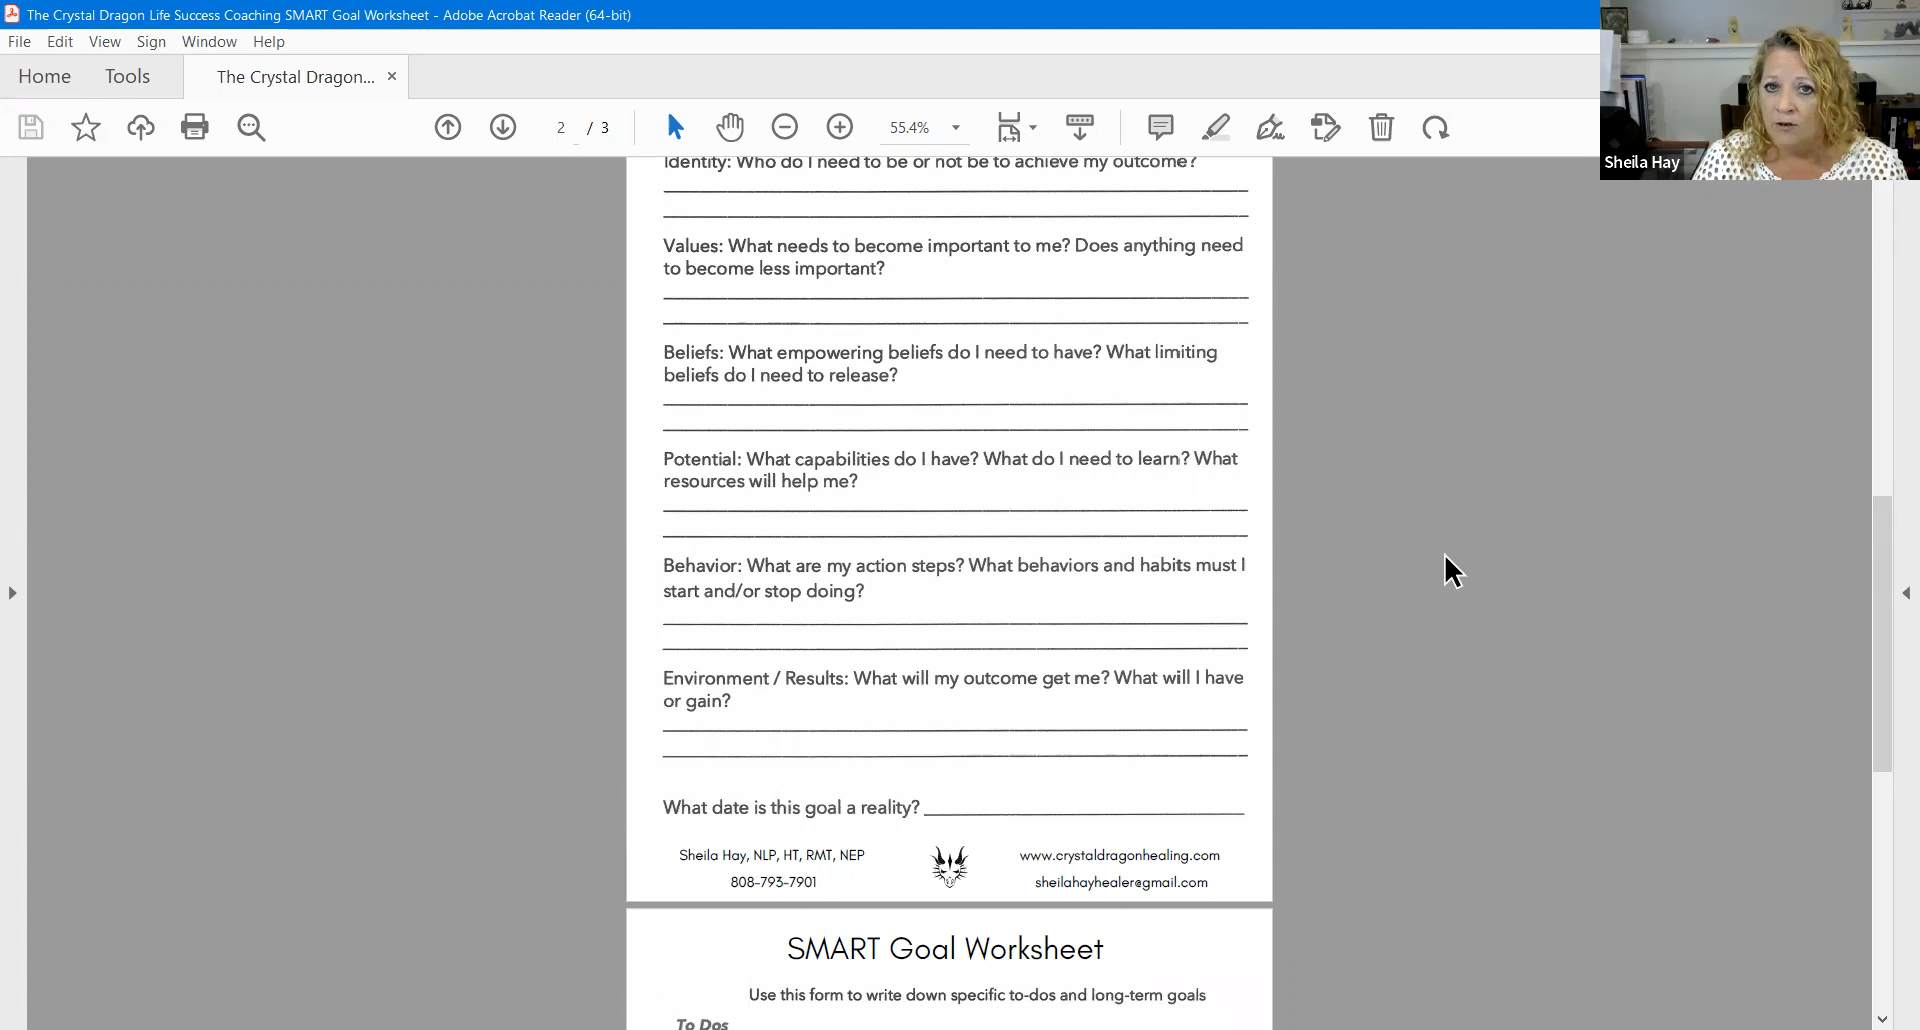 The Crystal Dragon Life Success Coaching SMART Goal Worksheet - Adobe Acrobat Reader (64-bit)
File Edit View Sign Window Help
Home Tools The Crystal Dragon... ×
2 / 3 55.4%
Sheila Hay
Identity: Who do I need to be or not be to achieve my outcome?
Values: What needs to become important to me? Does anything need
to become less important?
Beliefs: What empowering beliefs do I need to have? What limiting
beliefs do I need to release?
Potential: What capabilities do I have? What do I need to learn? What
resources will help me?
Behavior: What are my action steps? What behaviors and habits must I
start and/or stop doing?
Environment / Results: What will my outcome get me? What will I have
or gain?
What date is this goal a reality?
Sheila Hay, NLP, HT, RMT, NEP www.crystaldragonhealing.com
808-793-7901 sheilahayhealer@gmail.com
SMART Goal Worksheet
Use this form to write down specific to-dos and long-term goals
To Dos